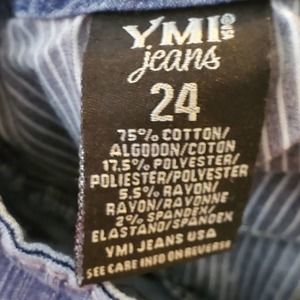 YMI
jeans
24
75% COTTON/
ALGODON/COTON
17.5% POLYESTER/
POLIESTER/POLYESTER
5.5% RAYON/
RAYON/RAYONNE
2% SPANDEX/
ELASTANO/SPANDEX
YMI JEANS USA
SEE CARE INFO ON REVERSE